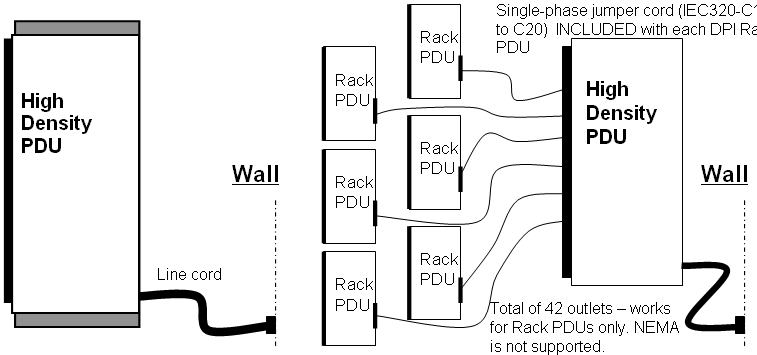 High
Density
PDU
Wall
Line cord
Single-phase jumper cord (IEC320-C1
to C20) INCLUDED with each DPI Ra
PDU
Rack
PDU
Rack
PDU
Rack
PDU
Rack
PDU
Rack
PDU
Rack
PDU
High
Density
PDU
Wall
Total of 42 outlets – works
for Rack PDUs only. NEMA
is not supported.